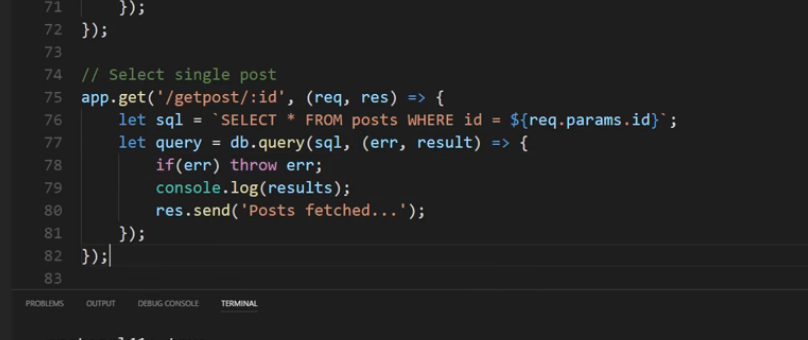 71 });
72 });
73
74 // Select single post
75 app.get('/getpost/:id', (req, res) => {
76 let sql = `SELECT * FROM posts WHERE id = ${req.params.id}`;
77 let query = db.query(sql, (err, result) => {
78 if(err) throw err;
79 console.log(results);
80 res.send('Posts fetched...');
81 });
82 });
83
PROBLEMS OUTPUT DEBUG CONSOLE TERMINAL